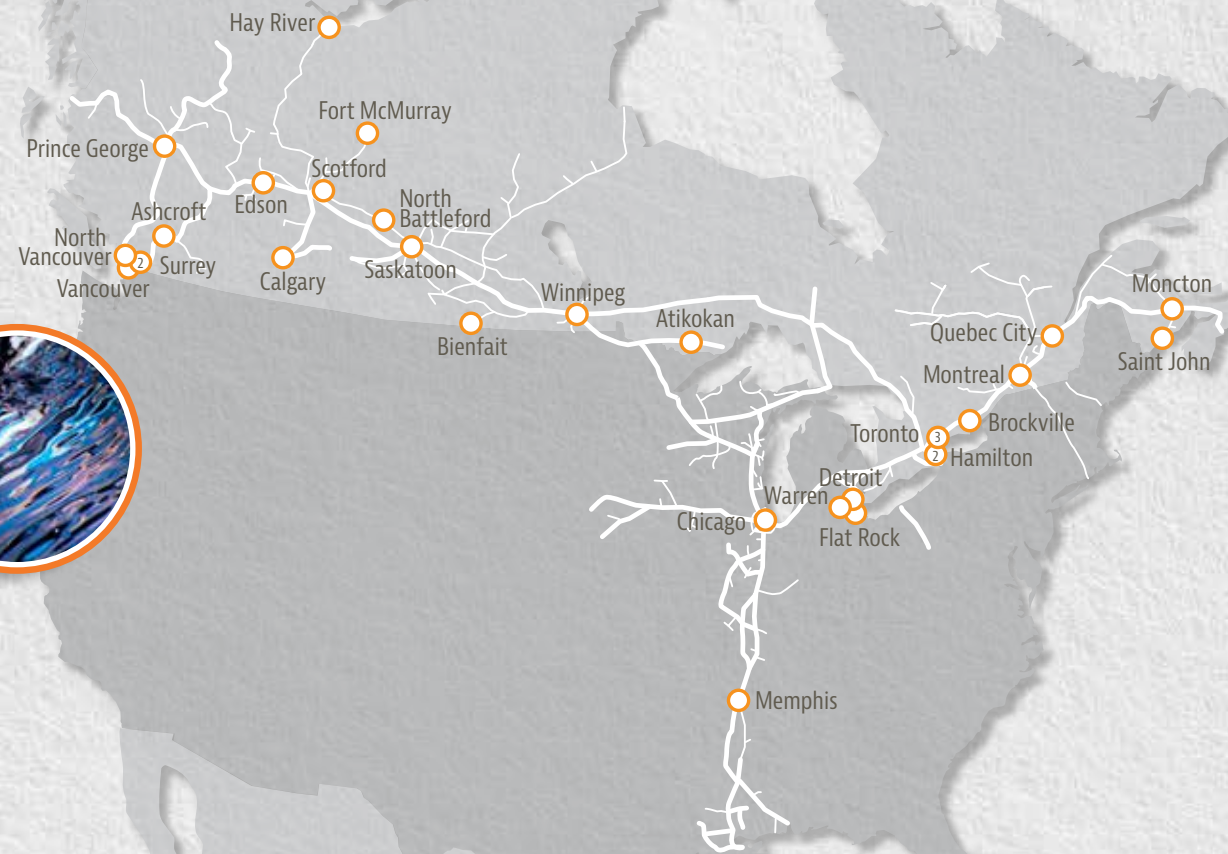 Hay River
Fort McMurray
Prince George
Scotford
Edson
North
Battleford
Ashcroft
North
Vancouver
2
Surrey
Vancouver
Calgary
Saskatoon
Winnipeg
Bienfait
Atikokan
Moncton
Quebec City
Saint John
Montreal
Brockville
Toronto
3
2
Hamilton
Detroit
Warren
Chicago
Flat Rock
Memphis